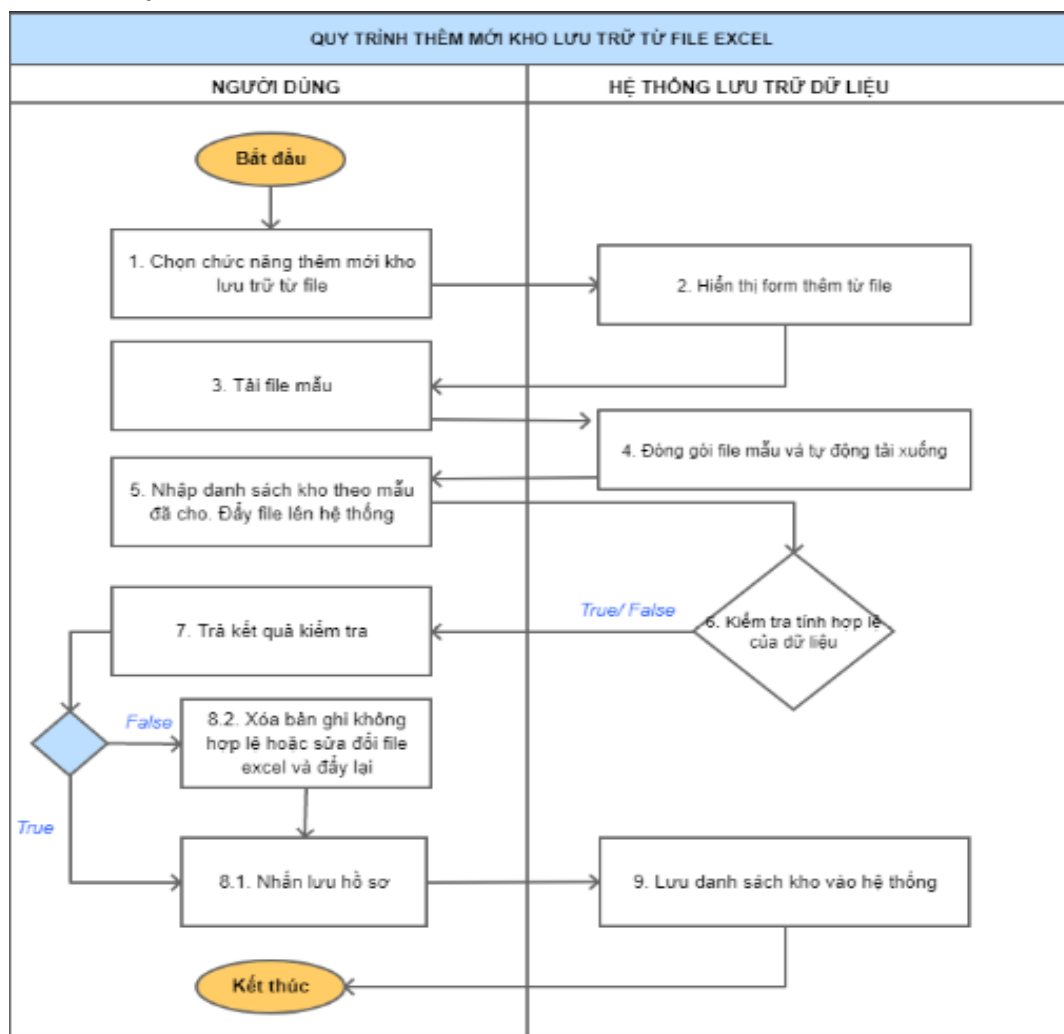 QUY TRÌNH THÊM MỚI KHO LƯU TRỮ TỪ FILE EXCEL
NGƯỜI DÙNG
HỆ THỐNG LƯU TRỮ DỮ LIỆU
Bắt đầu
1. Chọn chức năng thêm mới kho
lưu trữ từ file
2. Hiển thị form thêm từ file
3. Tải file mẫu
4. Đóng gói file mẫu và tự động tải xuống
5. Nhập danh sách kho theo mẫu
đã cho. Đẩy file lên hệ thống
True/ False
6. Kiểm tra tính hợp lệ
của dữ liệu
7. Trả kết quả kiểm tra
False
8.2. Xóa bản ghi không
hợp lệ hoặc sửa đổi file
excel và đẩy lại
True
8.1. Nhấn lưu hồ sơ
9. Lưu danh sách kho vào hệ thống
Kết thúc